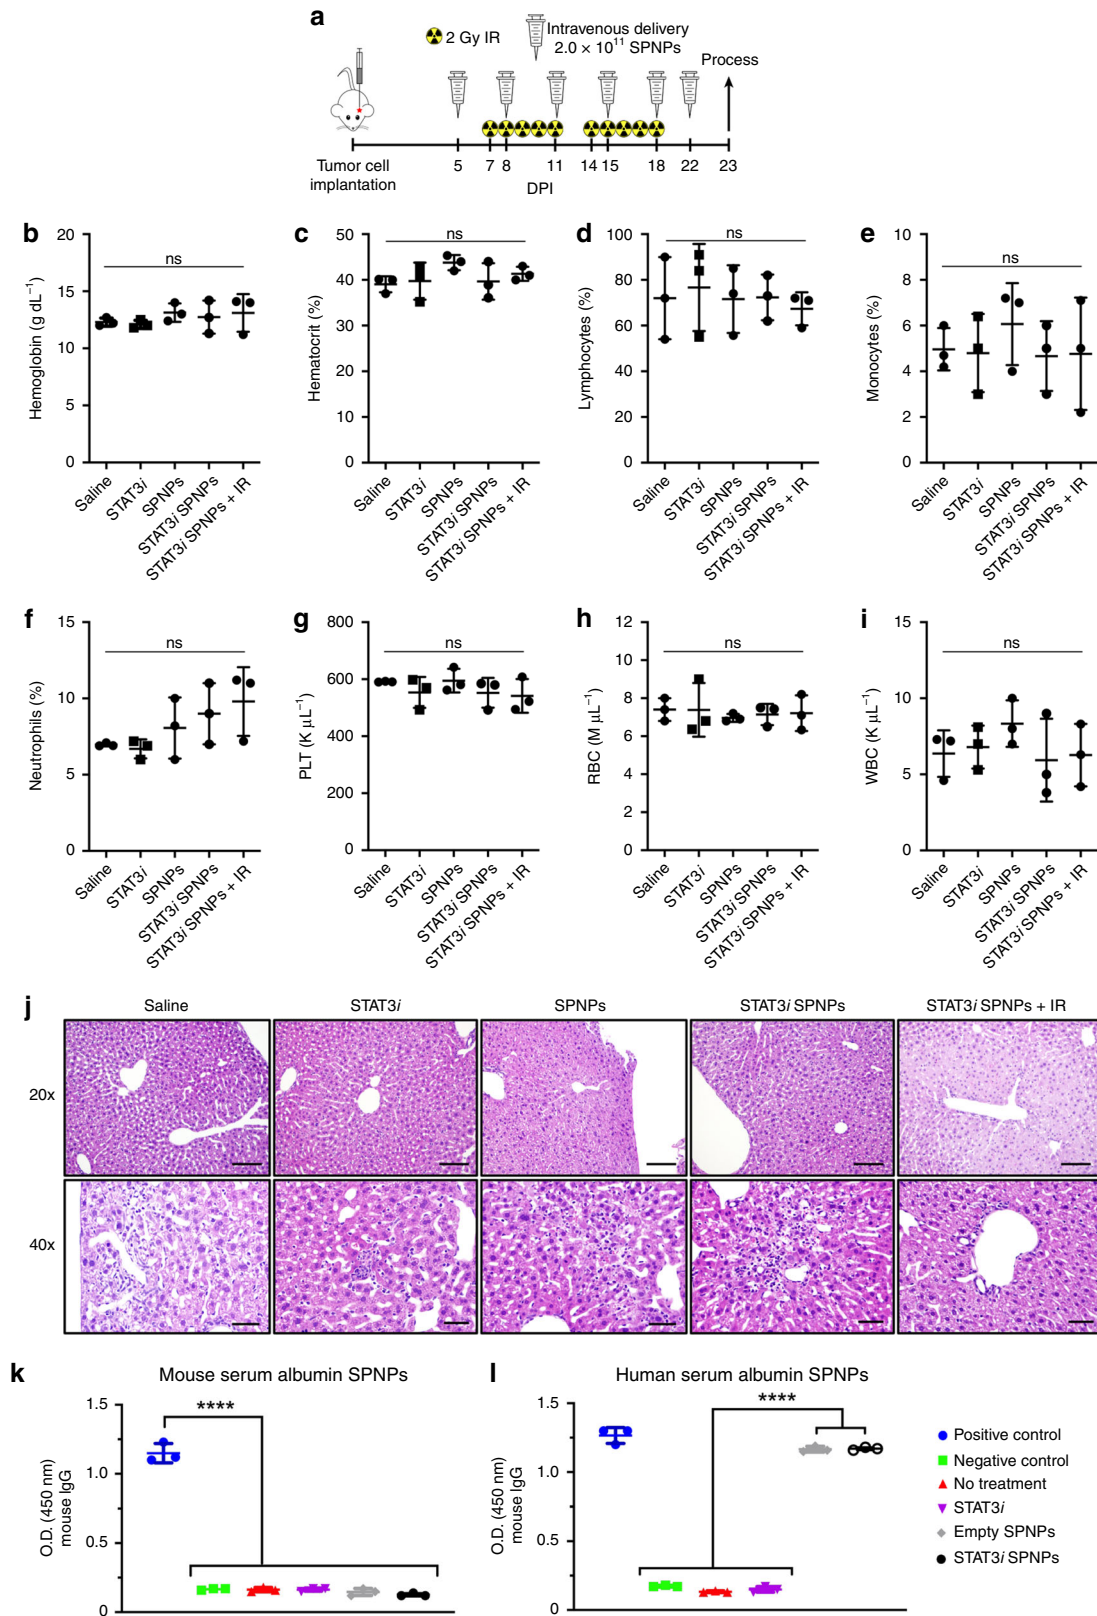 a
2 Gy IR
Intravenous delivery
2.0 × 10¹¹ SPNPs
Process
Tumor cell
implantation
5 7 8 11 14 15 18 22 23
DPI
b
Hemoglobin (g dL⁻¹)
20
15
10
5
0
ns
Saline
STAT3i
SPNPs
STAT3i SPNPs
STAT3i SPNPs + IR
c
Hematocrit (%)
50
40
30
20
10
0
ns
Saline
STAT3i
SPNPs
STAT3i SPNPs
STAT3i SPNPs + IR
d
Lymphocytes (%)
100
80
60
40
20
0
ns
Saline
STAT3i
SPNPs
STAT3i SPNPs
STAT3i SPNPs + IR
e
Monocytes (%)
10
8
6
4
2
0
ns
Saline
STAT3i
SPNPs
STAT3i SPNPs
STAT3i SPNPs + IR
f
Neutrophils (%)
15
10
5
0
ns
Saline
STAT3i
SPNPs
STAT3i SPNPs
STAT3i SPNPs + IR
g
PLT (K μL⁻¹)
800
600
400
200
0
ns
Saline
STAT3i
SPNPs
STAT3i SPNPs
STAT3i SPNPs + IR
h
RBC (M μL⁻¹)
12
10
8
6
4
2
0
ns
Saline
STAT3i
SPNPs
STAT3i SPNPs
STAT3i SPNPs + IR
i
WBC (K μL⁻¹)
15
10
5
0
ns
Saline
STAT3i
SPNPs
STAT3i SPNPs
STAT3i SPNPs + IR
j
Saline
STAT3i
SPNPs
STAT3i SPNPs
STAT3i SPNPs + IR
20x
40x
k
Mouse serum albumin SPNPs
O.D. (450 nm)
mouse IgG
1.5
1.0
0.5
0
****
l
Human serum albumin SPNPs
O.D. (450 nm)
mouse IgG
1.5
1.0
0.5
0
****
Positive control
Negative control
No treatment
STAT3i
Empty SPNPs
STAT3i SPNPs